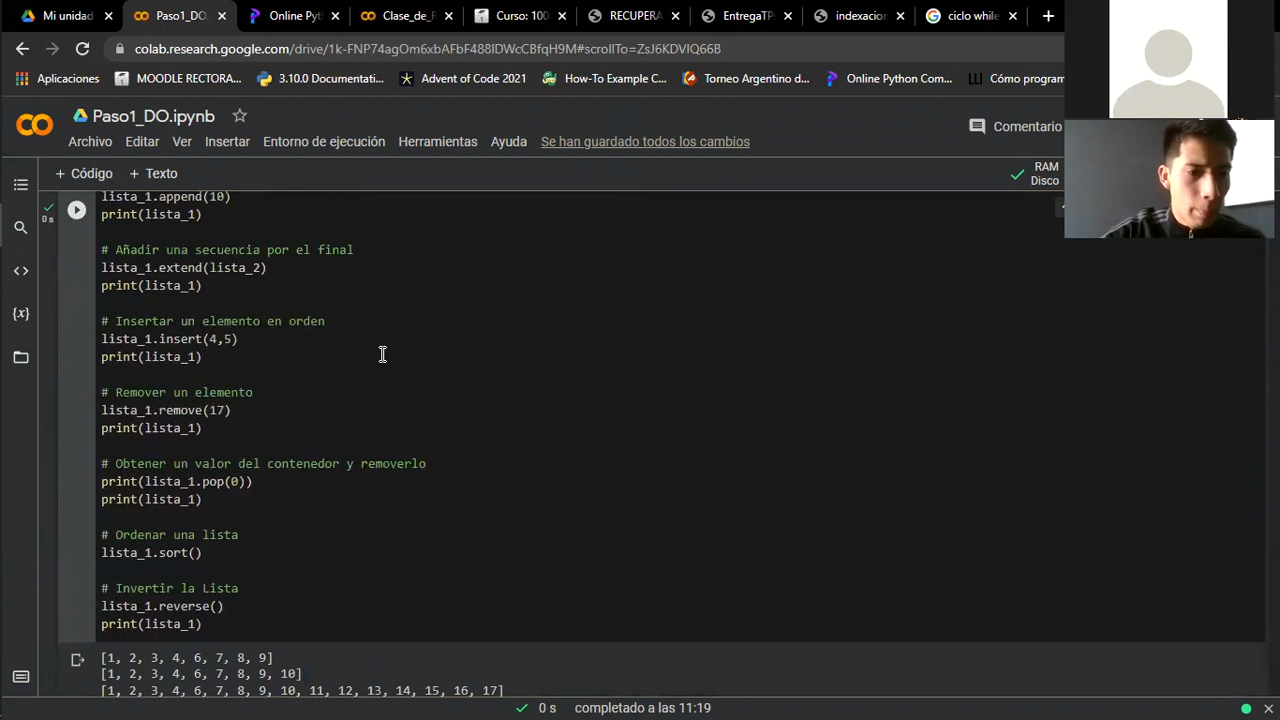 Mi unidad
Paso1_DO.
Online Pyt
Clase_de_F
Curso: 100
RECUPERA
EntregaTP
indexacion
ciclo while
colab.research.google.com/drive/1k-FNP74agOm6xbAFbF488IDWcCBfqH9M#scrollTo=ZsJ6KDVIQ66B
Aplicaciones
MOODLE RECTORA...
3.10.0 Documentati...
Advent of Code 2021
How-To Example C...
Torneo Argentino d...
Online Python Com...
Cómo program
Paso1_DO.ipynb
Archivo Editar Ver Insertar Entorno de ejecución Herramientas Ayuda Se han guardado todos los cambios
Comentario
+ Código + Texto
RAM
Disco
0 s
lista_1.append(10)
print(lista_1)
# Añadir una secuencia por el final
lista_1.extend(lista_2)
print(lista_1)
# Insertar un elemento en orden
lista_1.insert(4,5)
print(lista_1)
# Remover un elemento
lista_1.remove(17)
print(lista_1)
# Obtener un valor del contenedor y removerlo
print(lista_1.pop(0))
print(lista_1)
# Ordenar una lista
lista_1.sort()
# Invertir la Lista
lista_1.reverse()
print(lista_1)
[1, 2, 3, 4, 6, 7, 8, 9]
[1, 2, 3, 4, 6, 7, 8, 9, 10]
[1, 2, 3, 4, 6, 7, 8, 9, 10, 11, 12, 13, 14, 15, 16, 17]
0 s completado a las 11:19